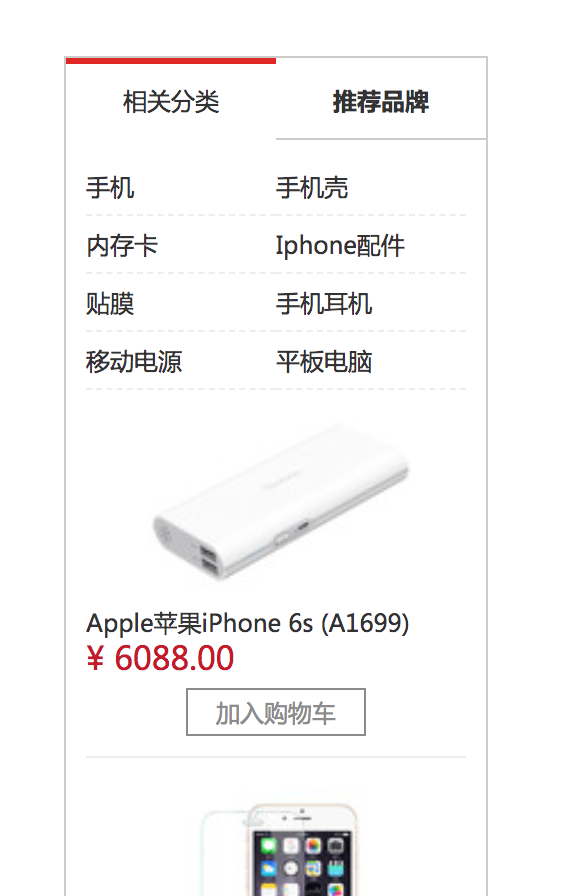 相关分类 推荐品牌
手机 手机壳
内存卡 Iphone配件
贴膜 手机耳机
移动电源 平板电脑
Apple苹果iPhone 6s (A1699)
¥ 6088.00
加入购物车